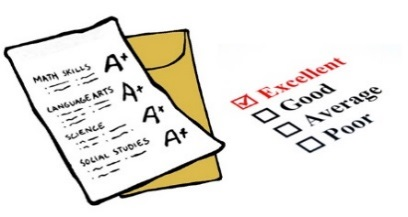 MATH SKILLS A+
LANGUAGE ARTS A+
SCIENCE A+
SOCIAL STUDIES A+
Excellent
Good
Average
Poor